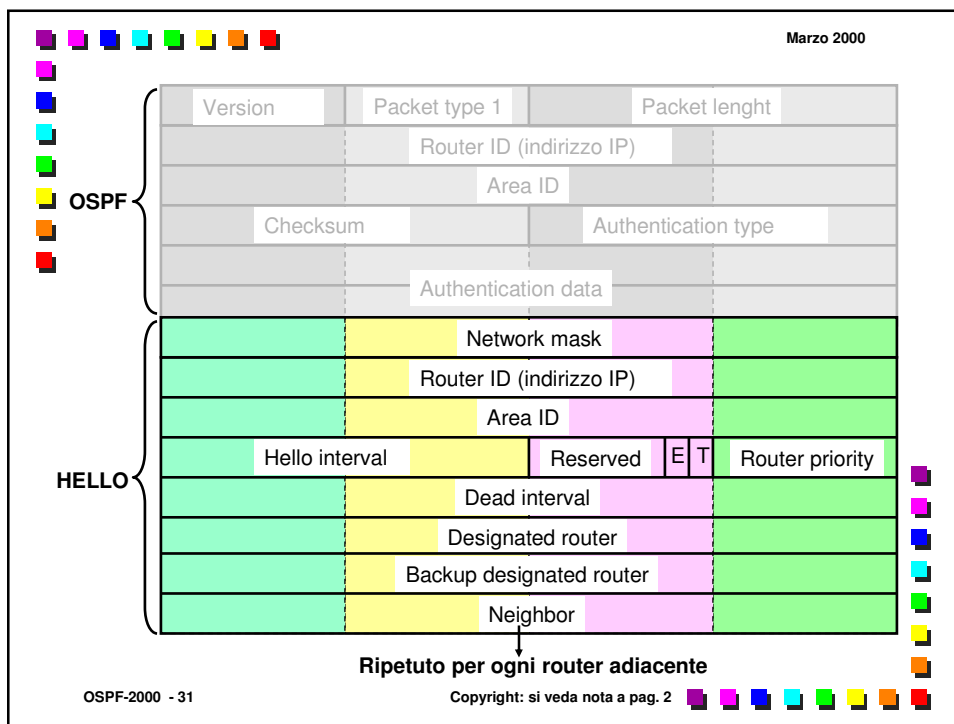 Marzo 2000
Version Packet type 1 Packet lenght
Router ID (indirizzo IP)
Area ID
OSPF
Checksum Authentication type
Authentication data
Network mask
Router ID (indirizzo IP)
Area ID
Hello interval Reserved E T Router priority
HELLO
Dead interval
Designated router
Backup designated router
Neighbor
Ripetuto per ogni router adiacente
OSPF-2000 - 31 Copyright: si veda nota a pag. 2